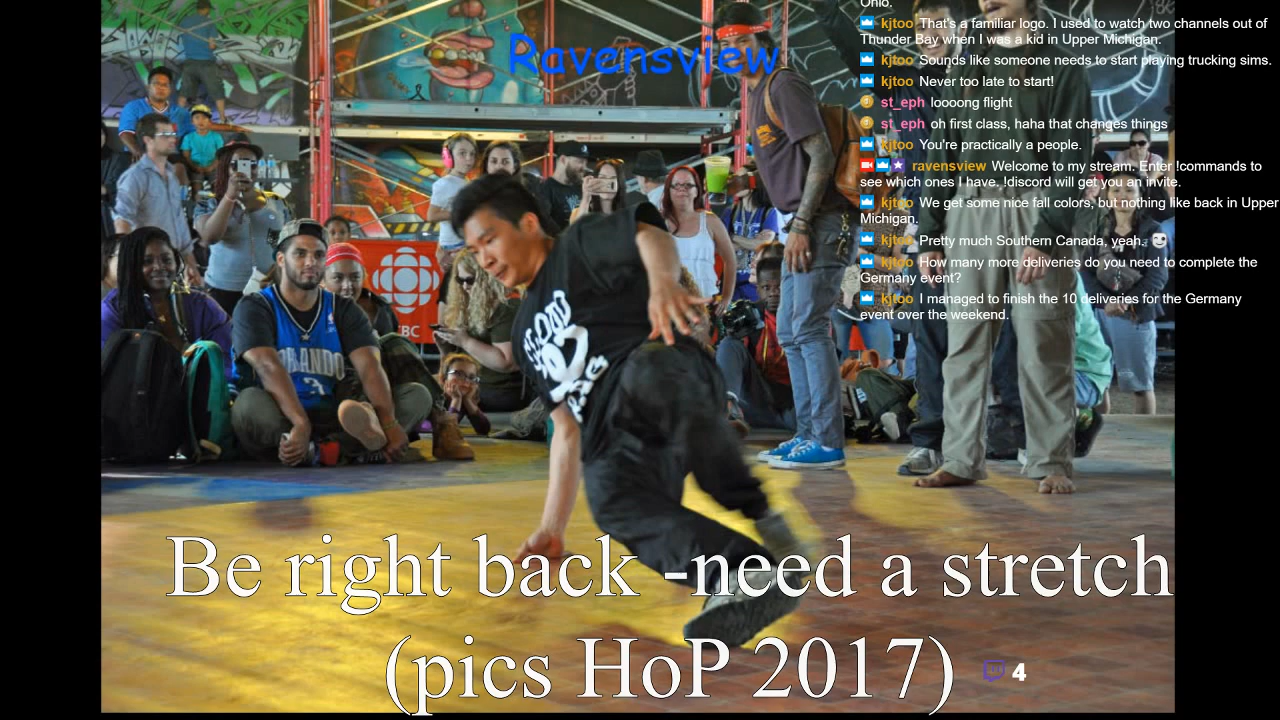 Ohio.
kjtoo That's a familiar logo. I used to watch two channels out of
Thunder Bay when I was a kid in Upper Michigan.
kjtoo Sounds like someone needs to start playing trucking sims.
kjtoo Never too late to start!
st_eph loooong flight
st_eph oh first class, haha that changes things
kjtoo You're practically a people.
ravensview Welcome to my stream. Enter !commands to
see which ones I have. !discord will get you an invite.
kjtoo We get some nice fall colors, but nothing like back in Upper
Michigan.
kjtoo Pretty much Southern Canada, yeah.
kjtoo How many more deliveries do you need to complete the
Germany event?
kjtoo I managed to finish the 10 deliveries for the Germany
event over the weekend.
Ravensview
CBC
ORLANDO
3
Be right back -need a stretch
(pics HoP 2017)
4